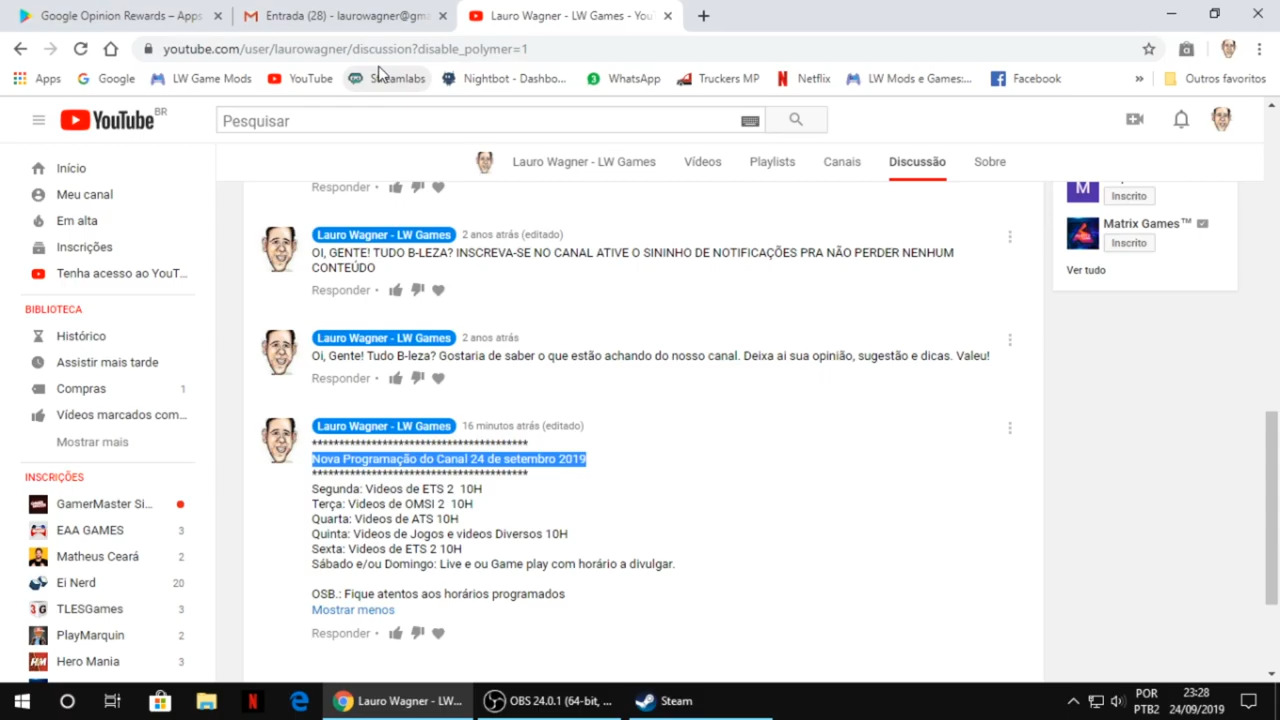 Google Opinion Rewards – Apps
Entrada (28) - laurowagner@gma
Lauro Wagner - LW Games - You
youtube.com/user/laurowagner/discussion?disable_polymer=1
Apps
Google
LW Game Mods
YouTube
Streamlabs
Nightbot - Dashbo...
WhatsApp
Truckers MP
Netflix
LW Mods e Games:...
Facebook
»
Outros favoritos
YouTube BR
Pesquisar
Lauro Wagner - LW Games
Vídeos
Playlists
Canais
Discussão
Sobre
Início
Meu canal
Em alta
Inscrições
Tenha acesso ao YouT...
BIBLIOTECA
Histórico
Assistir mais tarde
Compras 1
Vídeos marcados com...
Mostrar mais
INSCRIÇÕES
GamerMaster Si...
EAA GAMES 3
Matheus Ceará 2
Ei Nerd 20
TLESGames 3
PlayMarquin 2
Hero Mania 3
Responder •
Lauro Wagner - LW Games 2 anos atrás (editado)
OI, GENTE! TUDO B-LEZA? INSCREVA-SE NO CANAL ATIVE O SININHO DE NOTIFICAÇÕES PRA NÃO PERDER NENHUM
CONTEÚDO
Responder •
Lauro Wagner - LW Games 2 anos atrás
Oi, Gente! Tudo B-leza? Gostaria de saber o que estão achando do nosso canal. Deixa ai sua opinião, sugestão e dicas. Valeu!
Responder •
Lauro Wagner - LW Games 16 minutos atrás (editado)
****************************************
Nova Programação do Canal 24 de setembro 2019
****************************************
Segunda: Videos de ETS 2  10H
Terça: Videos de OMSI 2  10H
Quarta: Videos de ATS 10H
Quinta: Videos de Jogos e videos Diversos 10H
Sexta: Videos de ETS 2 10H
Sábado e/ou Domingo: Live e ou Game play com horário a divulgar.
OSB.: Fique atentos aos horários programados
Mostrar menos
Responder •
M
Inscrito
Matrix Games™
Inscrito
Ver tudo
Lauro Wagner - LW...
OBS 24.0.1 (64-bit, ...
Steam
POR
PTB2
23:28
24/09/2019